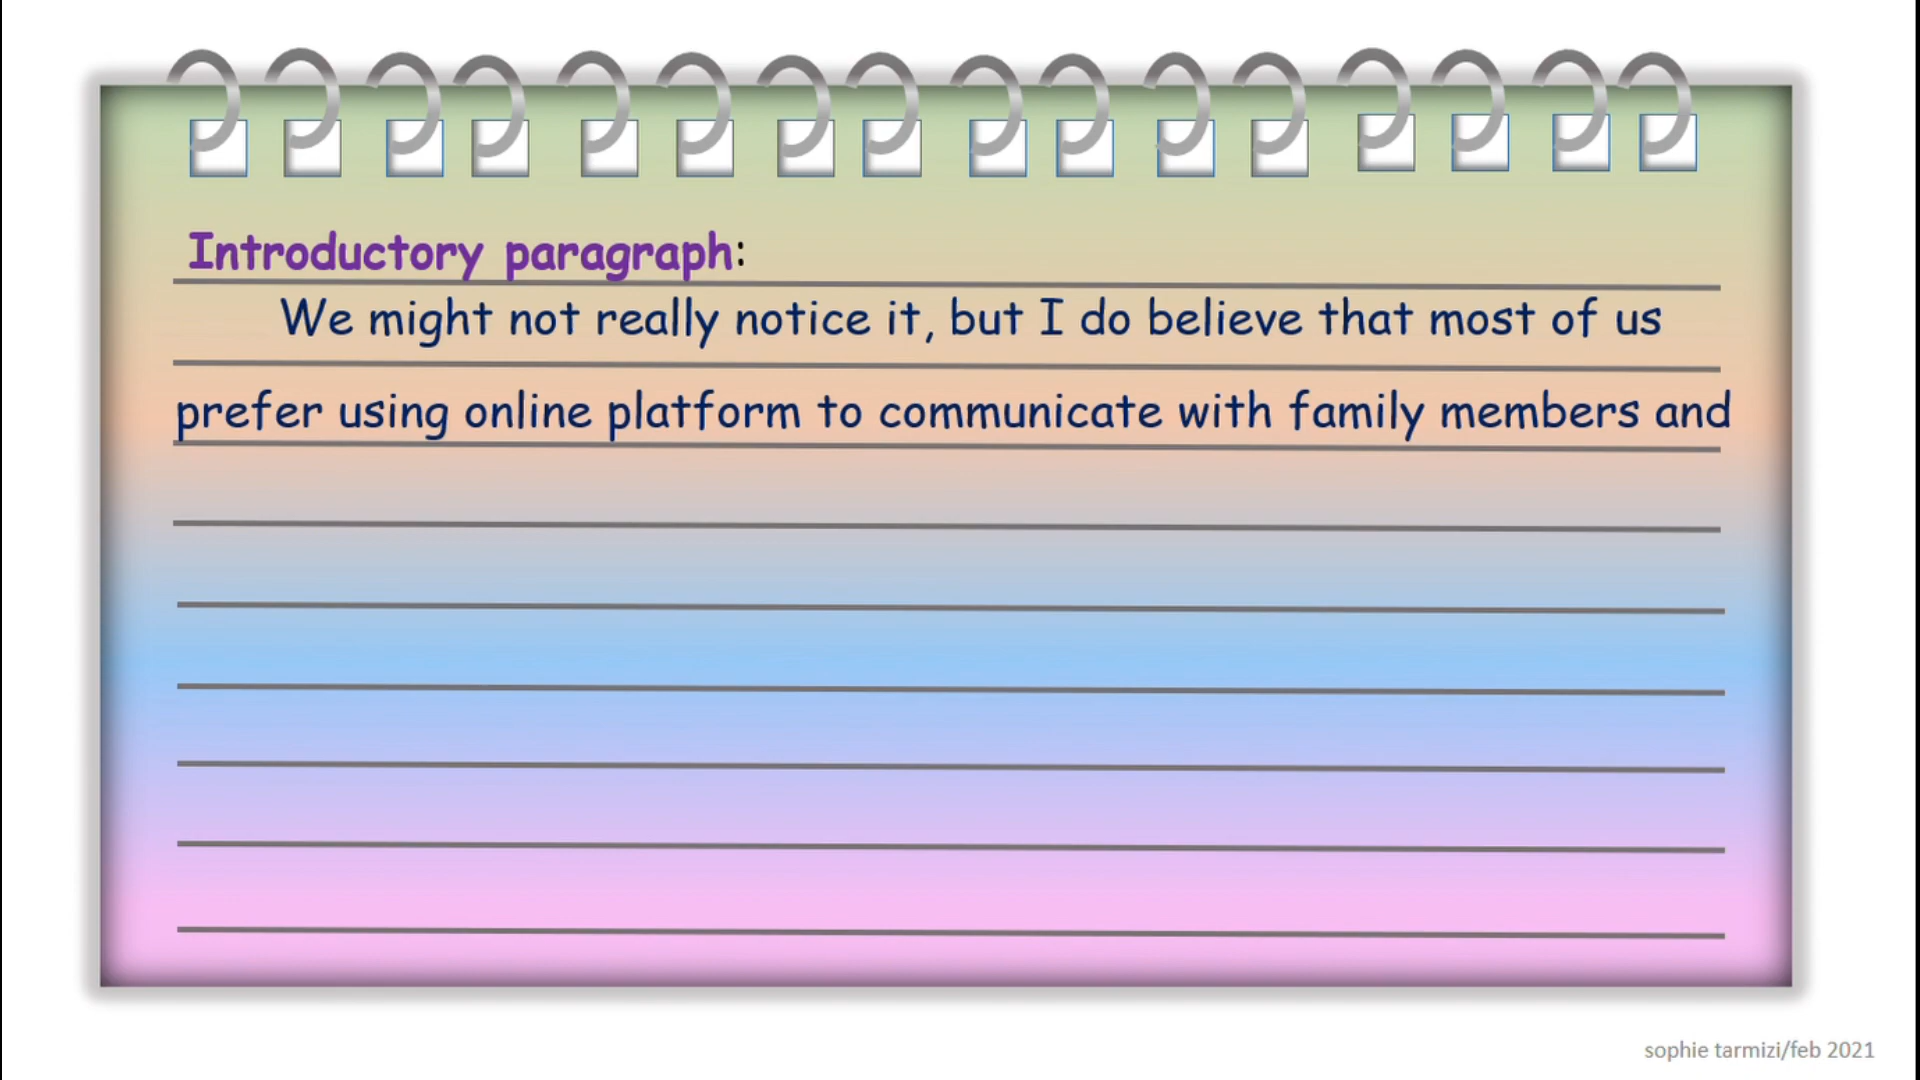 Introductory paragraph:
We might not really notice it, but I do believe that most of us
prefer using online platform to communicate with family members and
sophie tarmizi/feb 2021